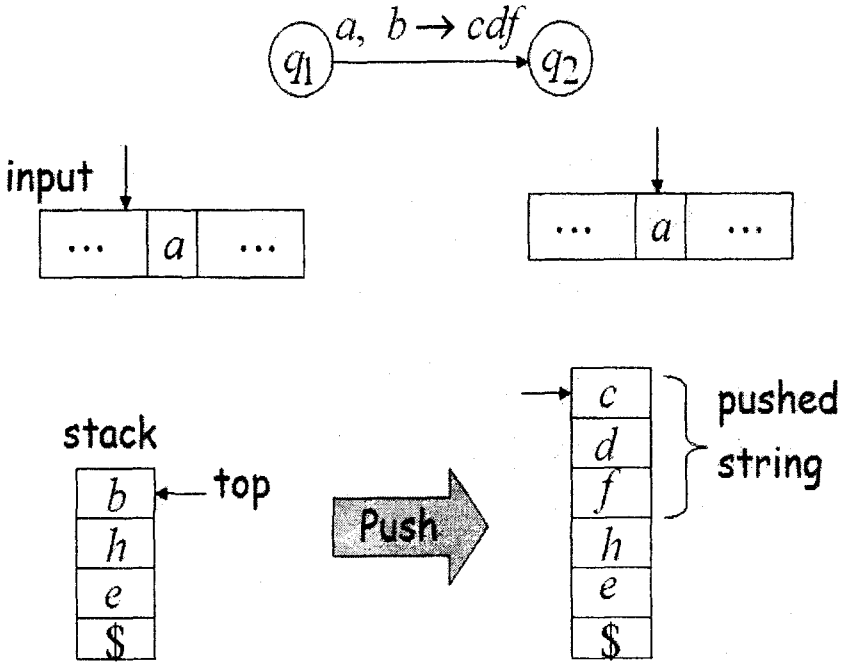 a, b → cdf
q1 q2
input
... a ...
... a ...
stack
top
b
h
e
$
Push
c
d
f
h
e
$
pushed
string